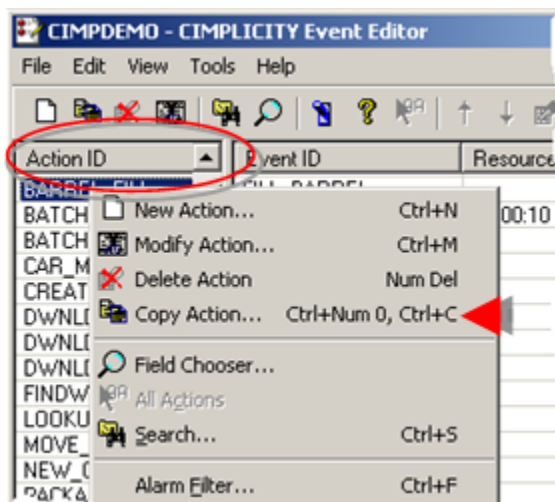 CIMPDEMO - CIMPLICITY Event Editor
File Edit View Tools Help
Action ID Event ID Resource
BATCH New Action... Ctrl+N 00:10
BATCH Modify Action... Ctrl+M
CAR_M Delete Action Num Del
CREAT
DWNL Copy Action... Ctrl+Num 0, Ctrl+C
DWNL
DWNL Field Chooser...
FINDW All Actions
LOOKU Search... Ctrl+S
MOVE_
NEW_ Alarm Filter... Ctrl+F